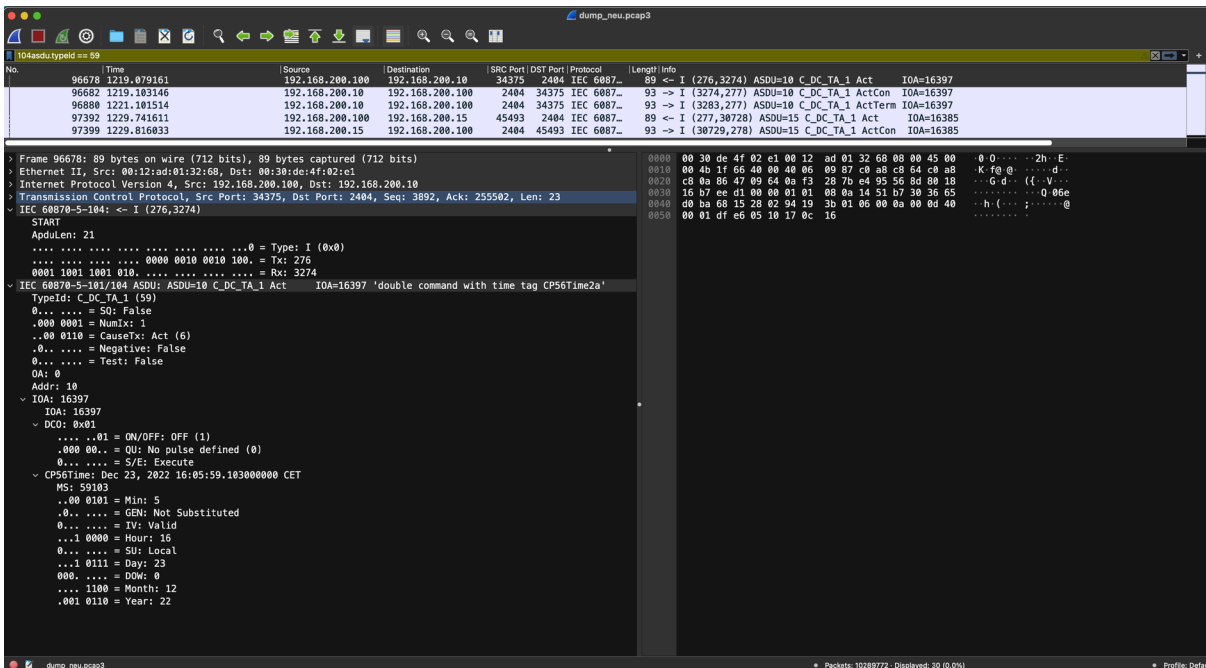 dump_neu.pcap3
104asdu.typeid == 59
No. Time Source Destination SRC Port DST Port Protocol Length Info
96678 1219.079161 192.168.200.100 192.168.200.10 34375 2404 IEC 6087… 89 <- I (276,3274) ASDU=10 C_DC_TA_1 Act IOA=16397
96682 1219.103146 192.168.200.10 192.168.200.100 2404 34375 IEC 6087… 93 -> I (3274,277) ASDU=10 C_DC_TA_1 ActCon IOA=16397
96880 1221.101514 192.168.200.10 192.168.200.100 2404 34375 IEC 6087… 93 -> I (3283,277) ASDU=10 C_DC_TA_1 ActTerm IOA=16397
97392 1229.741611 192.168.200.100 192.168.200.15 45493 2404 IEC 6087… 89 <- I (277,30728) ASDU=15 C_DC_TA_1 Act IOA=16385
97399 1229.816033 192.168.200.15 192.168.200.100 2404 45493 IEC 6087… 93 -> I (30729,278) ASDU=15 C_DC_TA_1 ActCon IOA=16385
Frame 96678: 89 bytes on wire (712 bits), 89 bytes captured (712 bits)
Ethernet II, Src: 00:12:ad:01:32:68, Dst: 00:30:de:4f:02:e1
Internet Protocol Version 4, Src: 192.168.200.100, Dst: 192.168.200.10
Transmission Control Protocol, Src Port: 34375, Dst Port: 2404, Seq: 3892, Ack: 255502, Len: 23
IEC 60870-5-104: <- I (276,3274)
START
ApduLen: 21
.... .... .... .... .... .... .... ...0 = Type: I (0x0)
.... .... .... .... 0000 0010 0010 100. = Tx: 276
0001 1001 1001 010. .... .... .... .... = Rx: 3274
IEC 60870-5-101/104 ASDU: ASDU=10 C_DC_TA_1 Act IOA=16397 'double command with time tag CP56Time2a'
TypeId: C_DC_TA_1 (59)
0... .... = SQ: False
.000 0001 = NumIx: 1
..00 0110 = CauseTx: Act (6)
.0.. .... = Negative: False
0... .... = Test: False
OA: 0
Addr: 10
IOA: 16397
IOA: 16397
DCO: 0x01
.... ..01 = ON/OFF: OFF (1)
.000 00.. = QU: No pulse defined (0)
0... .... = S/E: Execute
CP56Time: Dec 23, 2022 16:05:59.103000000 CET
MS: 59103
..00 0101 = Min: 5
.0.. .... = GEN: Not Substituted
0... .... = IV: Valid
...1 0000 = Hour: 16
0... .... = SU: Local
...1 0111 = Day: 23
000. .... = DOW: 0
.... 1100 = Month: 12
.001 0110 = Year: 22
0000 00 30 de 4f 02 e1 00 12 ad 01 32 68 08 00 45 00 ·0·O···· ··2h··E·
0010 00 4b 1f 66 40 00 40 06 09 87 c0 a8 c8 64 c0 a8 ·K·f@·@· ·····d··
0020 c8 0a 86 47 09 64 0a f3 28 7b e4 95 56 8d 80 18 ···G·d·· ({··V···
0030 16 b7 ee d1 00 00 01 01 08 0a 14 51 b7 30 36 65 ········ ···Q·06e
0040 d0 ba 68 15 28 02 94 19 3b 01 06 00 0a 00 0d 40 ··h·(··· ;······@
0050 00 01 df e6 05 10 17 0c 16 ········ ·
dump_neu.pcap3
Packets: 10289772 · Displayed: 30 (0.0%)